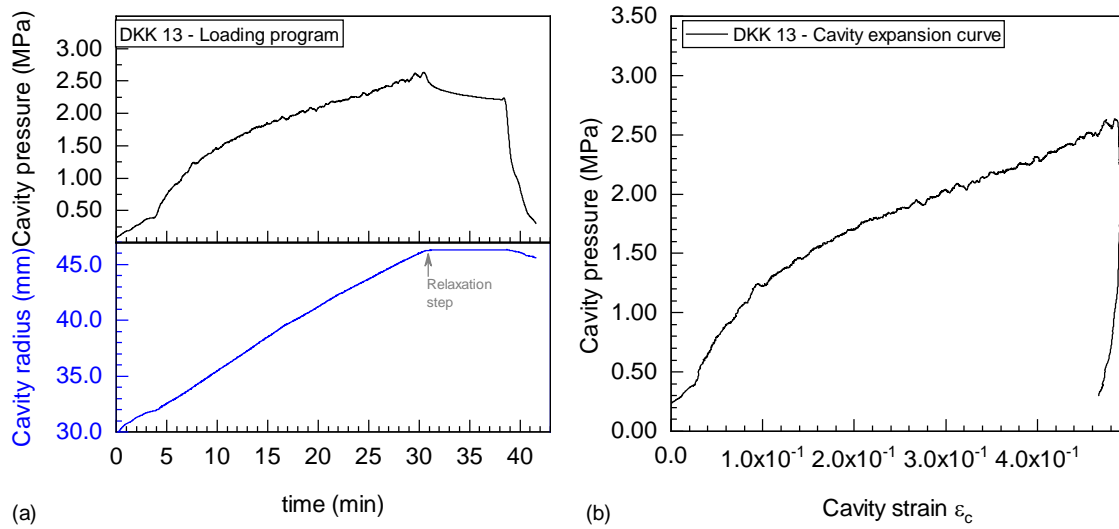 DKK 13 - Loading program
Cavity pressure (MPa)
3.00
2.50
2.00
1.50
1.00
0.50
Cavity radius (mm)
45.0
40.0
35.0
30.0
Relaxation
step
0 5 10 15 20 25 30 35 40
time (min)
(a)
DKK 13 - Cavity expansion curve
Cavity pressure (MPa)
3.50
3.00
2.50
2.00
1.50
1.00
0.50
0.00
0.0 1.0x10⁻¹ 2.0x10⁻¹ 3.0x10⁻¹ 4.0x10⁻¹
Cavity strain ε_c
(b)